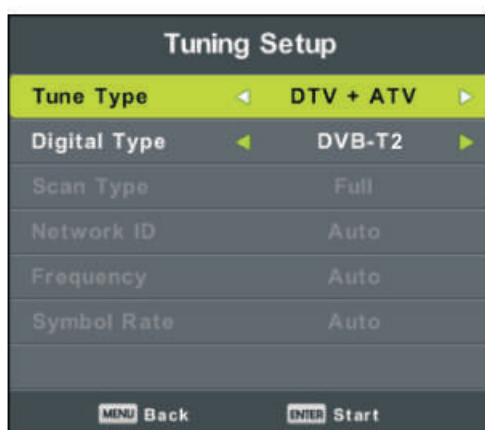 Tuning Setup
Tune Type DTV + ATV
Digital Type DVB-T2
Scan Type Full
Network ID Auto
Frequency Auto
Symbol Rate Auto
MENU Back ENTER Start